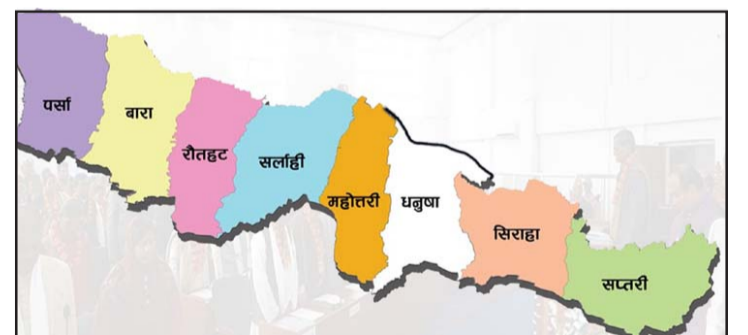 पर्सा
बारा
रौतहट
सर्लाही
महोत्तरी
धनुषा
सिराहा
सप्तरी